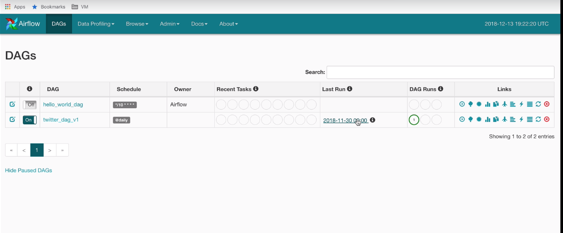 Apps Bookmarks VM
Airflow DAGs Data Profiling Browse Admin Docs About 2018-12-13 19:22:20 UTC
DAGs
Search:
DAG Schedule Owner Recent Tasks Last Run DAG Runs Links
Off hello_world_dag Airflow
On twitter_dag_v1 @daily 2018-11-30 00:00
Showing 1 to 2 of 2 entries
« < 1 > »
Hide Paused DAGs